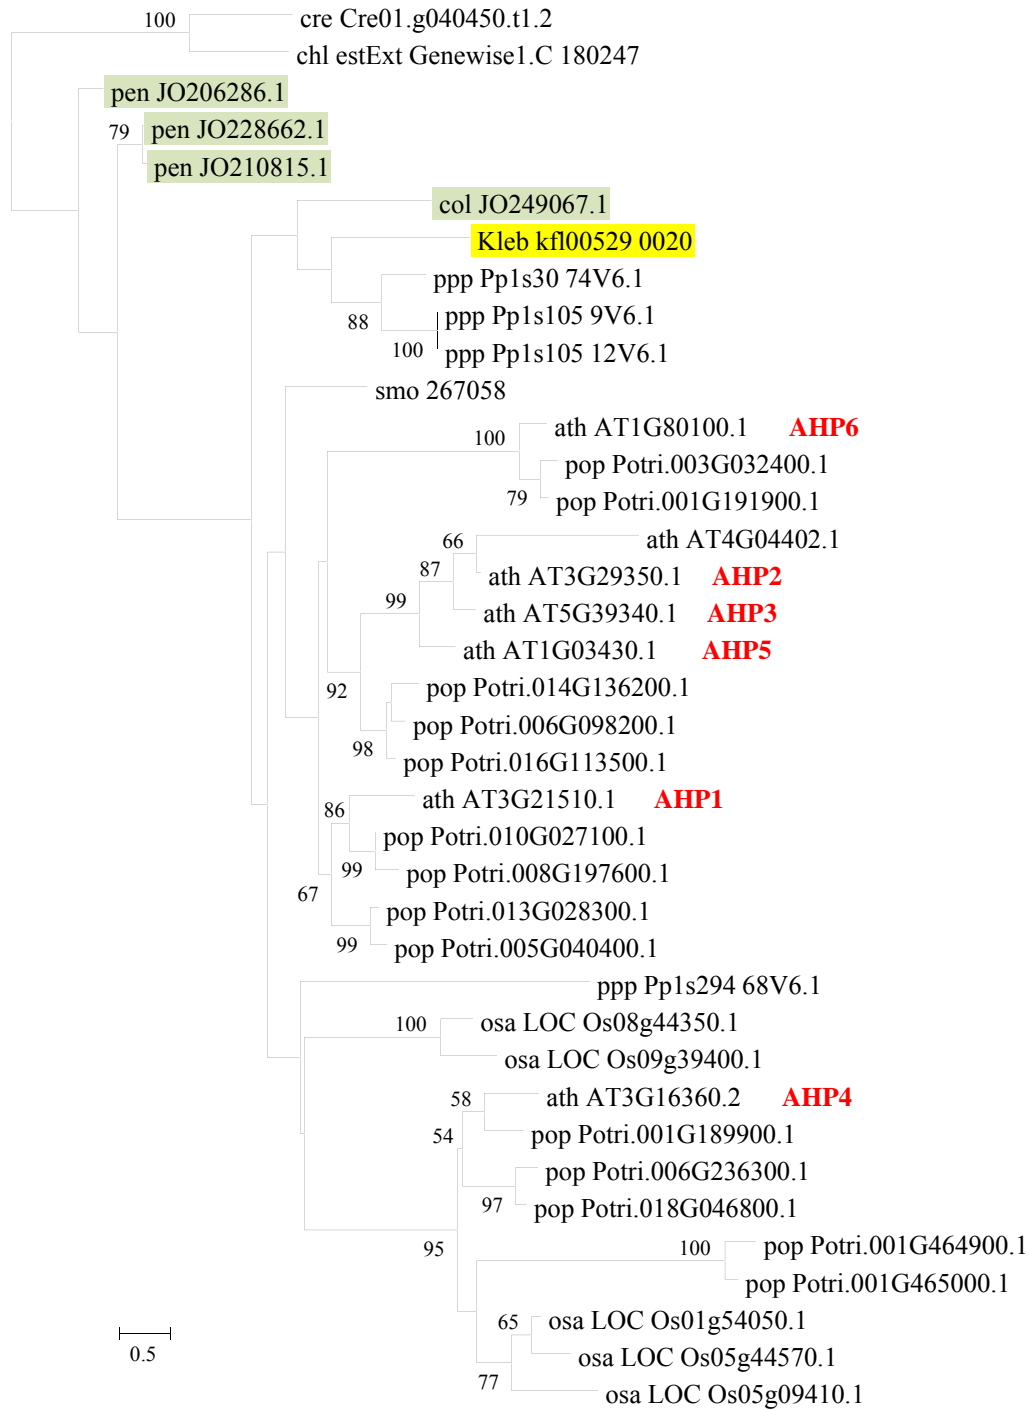 100
cre Cre01.g040450.t1.2
chl estExt Genewise1.C 180247
pen JO206286.1
79
pen JO228662.1
pen JO210815.1
col JO249067.1
Kleb kfl00529 0020
ppp Pp1s30 74V6.1
88
ppp Pp1s105 9V6.1
100
ppp Pp1s105 12V6.1
smo 267058
ath AT1G80100.1 AHP6
100
pop Potri.003G032400.1
79
pop Potri.001G191900.1
66
ath AT4G04402.1
87
ath AT3G29350.1 AHP2
99
ath AT5G39340.1 AHP3
ath AT1G03430.1 AHP5
92
pop Potri.014G136200.1
pop Potri.006G098200.1
98
pop Potri.016G113500.1
ath AT3G21510.1 AHP1
86
pop Potri.010G027100.1
99
pop Potri.008G197600.1
67
pop Potri.013G028300.1
99
pop Potri.005G040400.1
ppp Pp1s294 68V6.1
100
osa LOC Os08g44350.1
osa LOC Os09g39400.1
58
ath AT3G16360.2 AHP4
54
pop Potri.001G189900.1
pop Potri.006G236300.1
97
pop Potri.018G046800.1
95
100
pop Potri.001G464900.1
pop Potri.001G465000.1
65
osa LOC Os01g54050.1
osa LOC Os05g44570.1
77
osa LOC Os05g09410.1
0.5